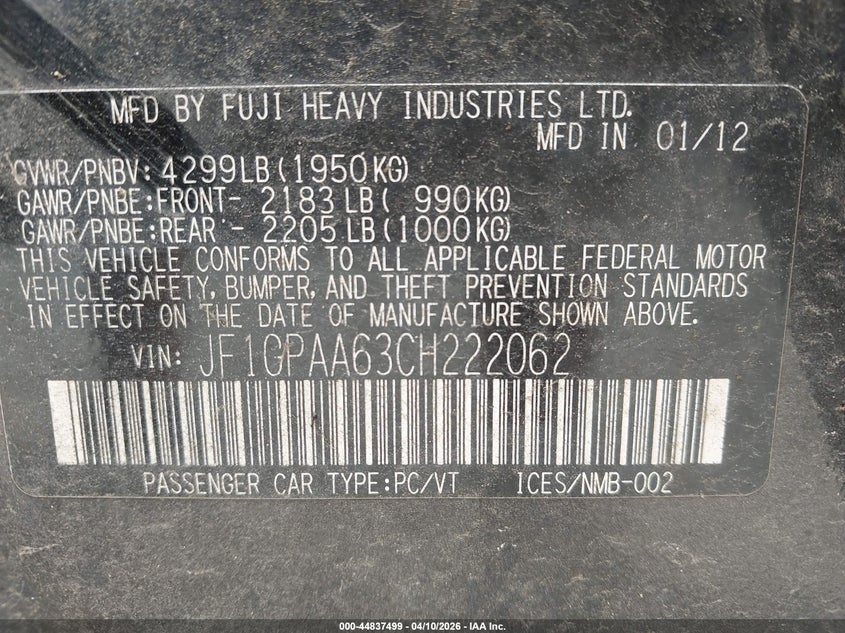 MFD BY FUJI HEAVY INDUSTRIES LTD.
MFD IN 01/12
GVWR/PNBV: 4299LB (1950KG)
GAWR/PNBE:FRONT- 2183 LB ( 990KG)
GAWR/PNBE:REAR - 2205 LB (1000KG)
THIS VEHICLE CONFORMS TO ALL APPLICABLE FEDERAL MOTOR
VEHICLE SAFETY, BUMPER, AND THEFT PREVENTION STANDARDS
IN EFFECT ON THE DATE OF MANUFACTURE SHOWN ABOVE.
VIN: JF1GPAA63CH222062
PASSENGER CAR TYPE:PC/VT ICES/NMB-002
000-44837499 - 04/10/2026 - IAA Inc.